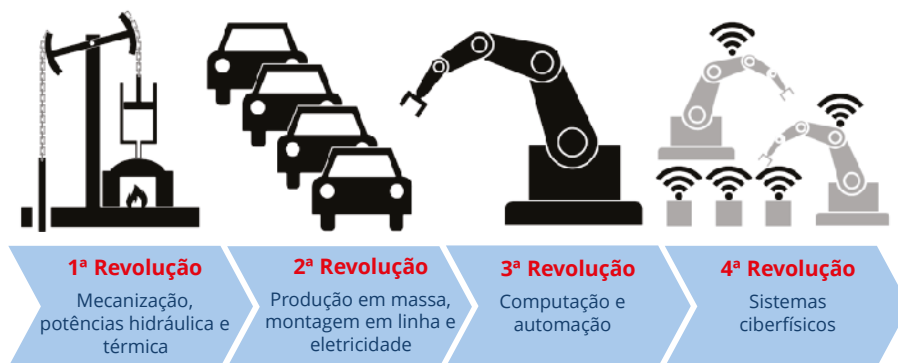 1ª Revolução
Mecanização,
potências hidráulica e
térmica
2ª Revolução
Produção em massa,
montagem em linha e
eletricidade
3ª Revolução
Computação e
automação
4ª Revolução
Sistemas
ciberfísicos